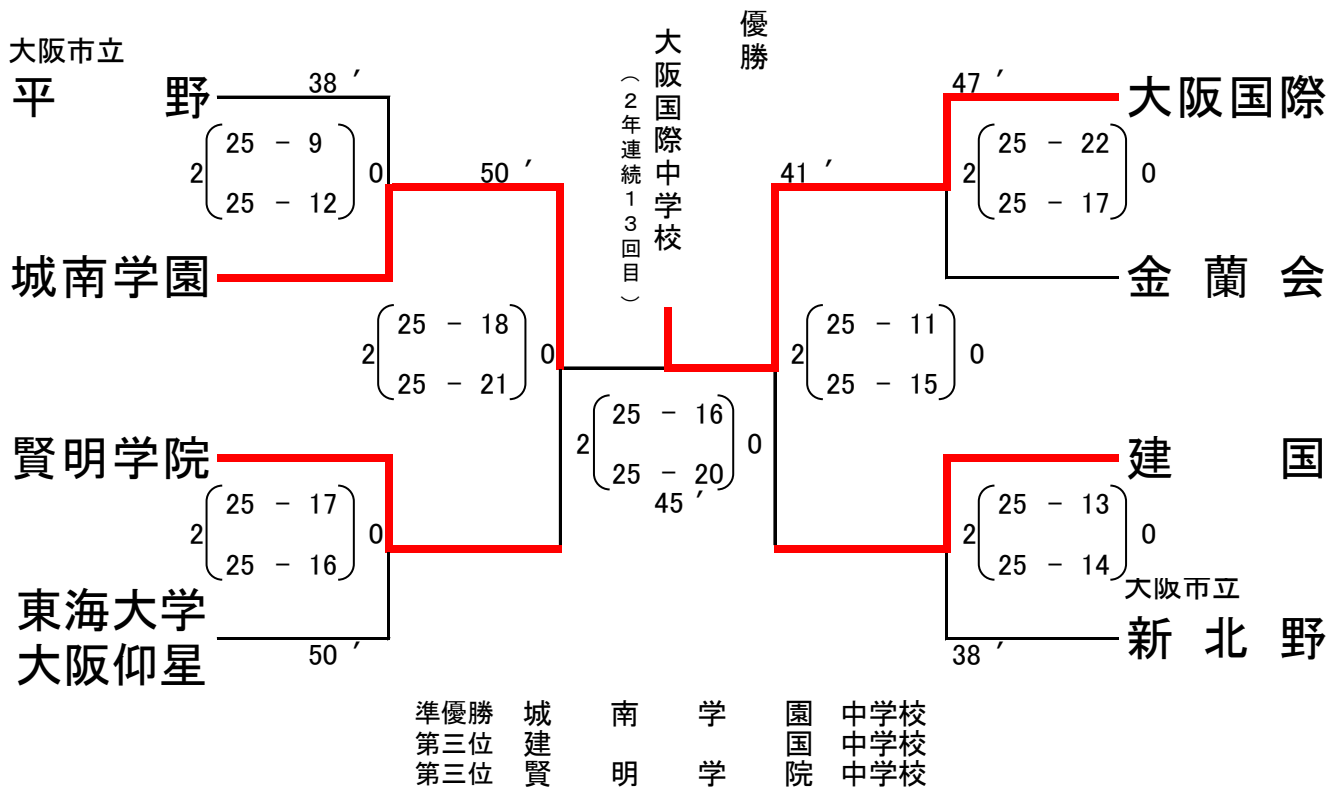 優勝
大阪国際中学校
（２年連続１３回目）
大阪市立
平 野
38 ′
2 25 － 9 0
25 － 12
城南学園
50 ′
2 25 － 18 0
25 － 21
賢明学院
2 25 － 17 0
25 － 16
東海大学
大阪仰星
50 ′
2 25 － 16 0
25 － 20
45 ′
47 ′
大阪国際
2 25 － 22 0
25 － 17
金 蘭 会
41 ′
2 25 － 11 0
25 － 15
建 国
2 25 － 13 0
25 － 14
大阪市立
新 北 野
38 ′
準優勝 城 南 学 園 中学校
第三位 建 国 中学校
第三位 賢 明 学 院 中学校